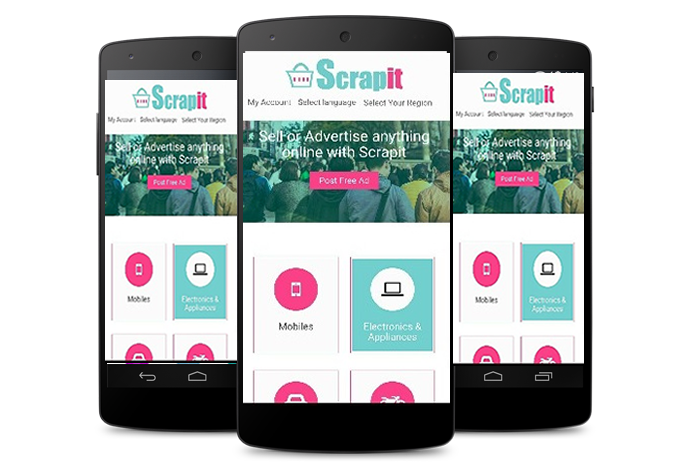 Scrapit
My Account Select language Select Your Region
Sell or Advertise anything
online with Scrapit
Post Free Ad
Mobiles
Electronics &
Appliances
Scrapit
My Account Select language Select Your Region
Sell or Advertise anything
online with Scrapit
Post Free Ad
Mobiles
Electronics &
Appliances
Scrapit
My Account Select language Select Your Region
Sell or Advertise anything
online with Scrapit
Post Free Ad
Mobiles
Electronics &
Appliances